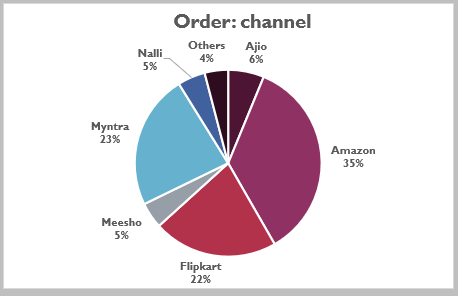 Order: channel
Ajio
6%
Amazon
35%
Flipkart
22%
Meesho
5%
Myntra
23%
Nalli
5%
Others
4%